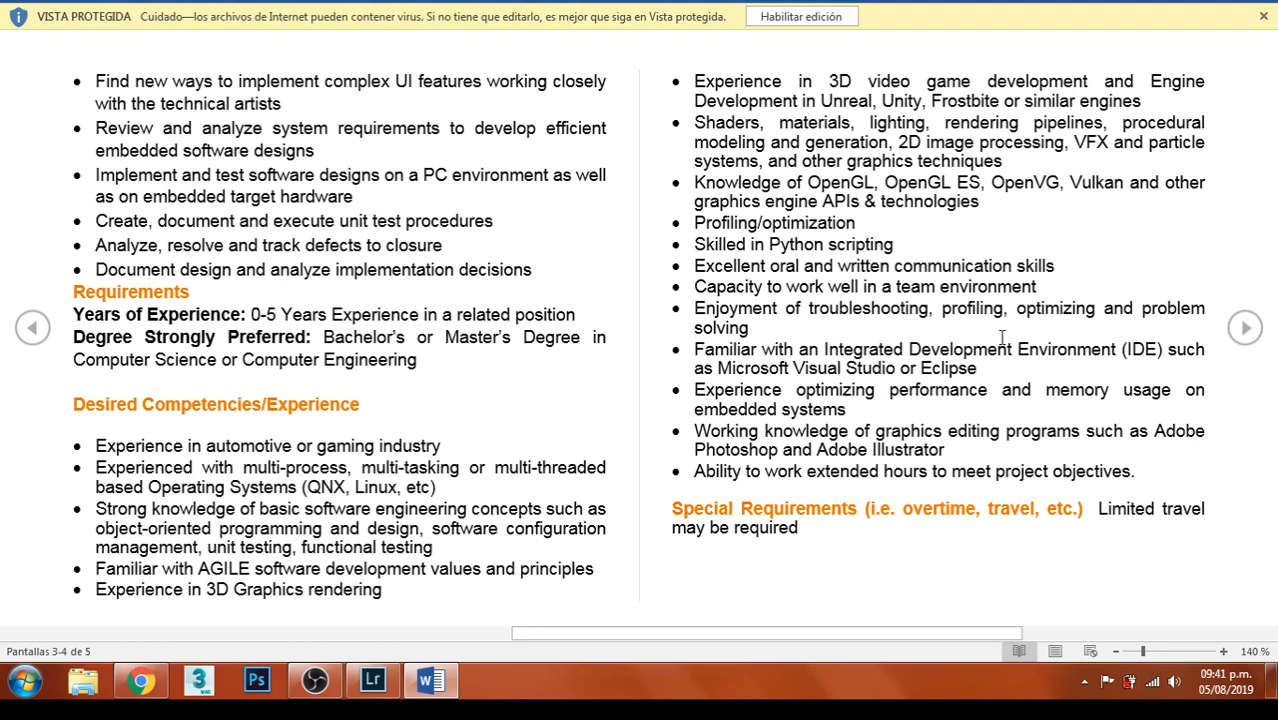 VISTA PROTEGIDA Cuidado—los archivos de Internet pueden contener virus. Si no tiene que editarlo, es mejor que siga en Vista protegida. Habilitar edición
• Find new ways to implement complex UI features working closely
with the technical artists
• Review and analyze system requirements to develop efficient
embedded software designs
• Implement and test software designs on a PC environment as well
as on embedded target hardware
• Create, document and execute unit test procedures
• Analyze, resolve and track defects to closure
• Document design and analyze implementation decisions
Requirements
Years of Experience: 0-5 Years Experience in a related position
Degree Strongly Preferred: Bachelor's or Master's Degree in
Computer Science or Computer Engineering
Desired Competencies/Experience
• Experience in automotive or gaming industry
• Experienced with multi-process, multi-tasking or multi-threaded
based Operating Systems (QNX, Linux, etc)
• Strong knowledge of basic software engineering concepts such as
object-oriented programming and design, software configuration
management, unit testing, functional testing
• Familiar with AGILE software development values and principles
• Experience in 3D Graphics rendering
• Experience in 3D video game development and Engine
Development in Unreal, Unity, Frostbite or similar engines
• Shaders, materials, lighting, rendering pipelines, procedural
modeling and generation, 2D image processing, VFX and particle
systems, and other graphics techniques
• Knowledge of OpenGL, OpenGL ES, OpenVG, Vulkan and other
graphics engine APIs & technologies
• Profiling/optimization
• Skilled in Python scripting
• Excellent oral and written communication skills
• Capacity to work well in a team environment
• Enjoyment of troubleshooting, profiling, optimizing and problem
solving
• Familiar with an Integrated Development Environment (IDE) such
as Microsoft Visual Studio or Eclipse
• Experience optimizing performance and memory usage on
embedded systems
• Working knowledge of graphics editing programs such as Adobe
Photoshop and Adobe Illustrator
• Ability to work extended hours to meet project objectives.
Special Requirements (i.e. overtime, travel, etc.) Limited travel
may be required
Pantallas 3-4 de 5
140 %
3
MAX
Ps
Lr
W
09:41 p.m.
05/08/2019